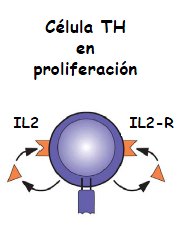 Célula TH
en
proliferación
IL2 IL2-R